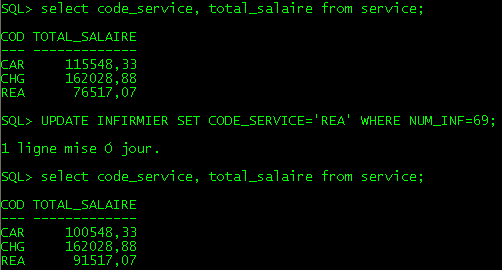 SQL> select code_service, total_salaire from service;
COD TOTAL_SALAIRE
--- -------------
CAR     115548,33
CHG     162028,88
REA      76517,07
SQL> UPDATE INFIRMIER SET CODE_SERVICE='REA' WHERE NUM_INF=69;
1 ligne mise Ó jour.
SQL> select code_service, total_salaire from service;
COD TOTAL_SALAIRE
--- -------------
CAR     100548,33
CHG     162028,88
REA      91517,07